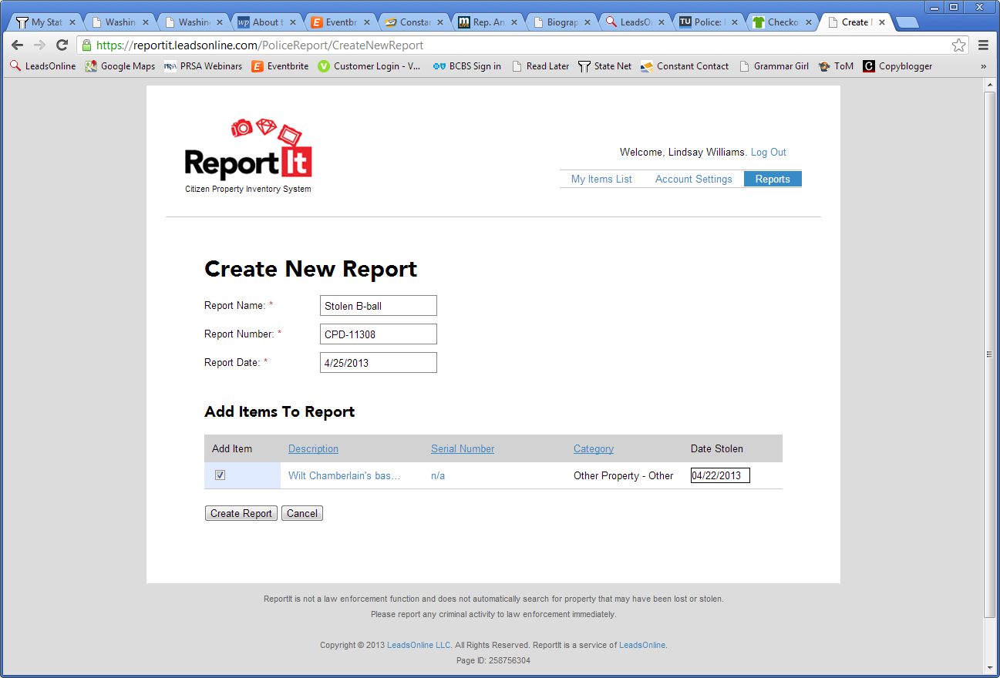 My Stat
Washin
Washin
wp About t
E Eventbr
Constar
m Rep. An
Biograp
LeadsO
TU Police:
Checko
Create
https://reportit.leadsonline.com/PoliceReport/CreateNewReport
LeadsOnline Google Maps PRSA PRSA Webinars E Eventbrite V Customer Login - V... BCBS Sign in Read Later State Net Constant Contact Grammar Girl ToM C Copyblogger »
ReportIt
Citizen Property Inventory System
Welcome, Lindsay Williams. Log Out
My Items List Account Settings Reports
Create New Report
Report Name: * Stolen B-ball
Report Number: * CPD-11308
Report Date: * 4/25/2013
Add Items To Report
Add Item Description Serial Number Category Date Stolen
Wilt Chamberlain's bas... n/a Other Property - Other 04/22/2013
Create Report Cancel
ReportIt is not a law enforcement function and does not automatically search for property that may have been lost or stolen.
Please report any criminal activity to law enforcement immediately.
Copyright © 2013 LeadsOnline LLC. All Rights Reserved. ReportIt is a service of LeadsOnline.
Page ID: 258756304